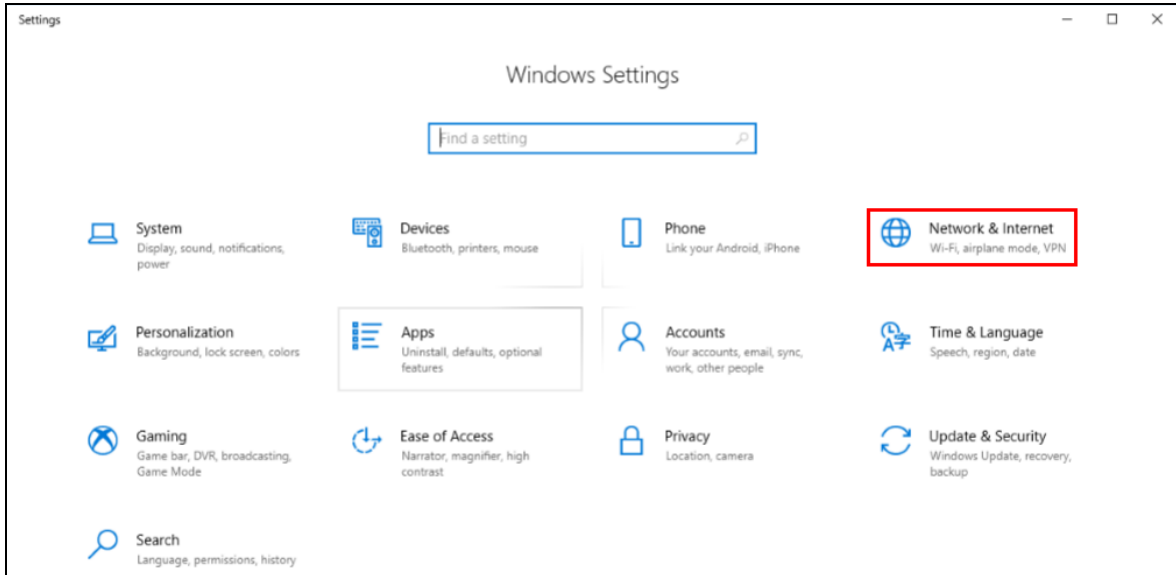 Settings
Windows Settings
Find a setting
System
Display, sound, notifications,
power
Devices
Bluetooth, printers, mouse
Phone
Link your Android, iPhone
Network & Internet
Wi-Fi, airplane mode, VPN
Personalization
Background, lock screen, colors
Apps
Uninstall, defaults, optional
features
Accounts
Your accounts, email, sync,
work, other people
Time & Language
Speech, region, date
Gaming
Game bar, DVR, broadcasting,
Game Mode
Ease of Access
Narrator, magnifier, high
contrast
Privacy
Location, camera
Update & Security
Windows Update, recovery,
backup
Search
Language, permissions, history